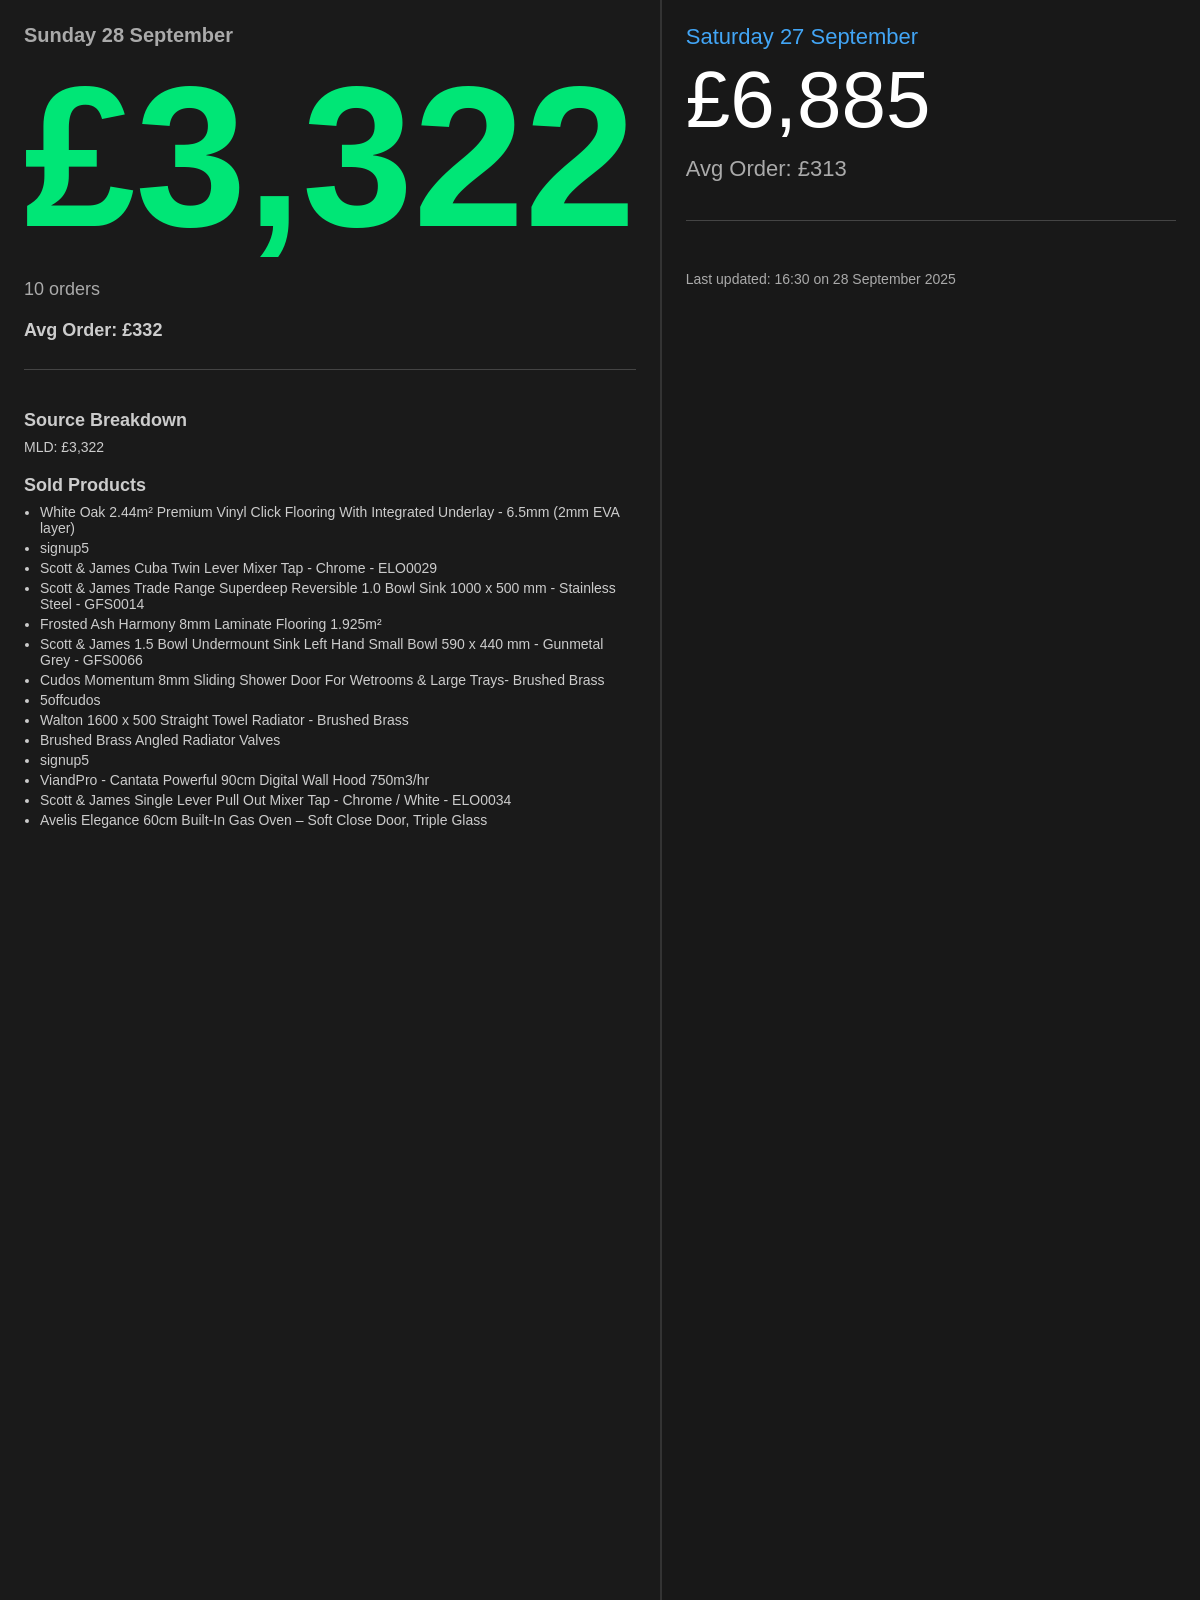 Sunday 28 September
£3,322
10 orders
Avg Order: £332
Source Breakdown
MLD: £3,322
Sold Products
White Oak 2.44m² Premium Vinyl Click Flooring With Integrated Underlay - 6.5mm (2mm EVA
layer)
signup5
Scott & James Cuba Twin Lever Mixer Tap - Chrome - ELO0029
Scott & James Trade Range Superdeep Reversible 1.0 Bowl Sink 1000 x 500 mm - Stainless
Steel - GFS0014
Frosted Ash Harmony 8mm Laminate Flooring 1.925m²
Scott & James 1.5 Bowl Undermount Sink Left Hand Small Bowl 590 x 440 mm - Gunmetal
Grey - GFS0066
Cudos Momentum 8mm Sliding Shower Door For Wetrooms & Large Trays- Brushed Brass
5offcudos
Walton 1600 x 500 Straight Towel Radiator - Brushed Brass
Brushed Brass Angled Radiator Valves
signup5
ViandPro - Cantata Powerful 90cm Digital Wall Hood 750m3/hr
Scott & James Single Lever Pull Out Mixer Tap - Chrome / White - ELO0034
Avelis Elegance 60cm Built-In Gas Oven – Soft Close Door, Triple Glass
Saturday 27 September
£6,885
Avg Order: £313
Last updated: 16:30 on 28 September 2025